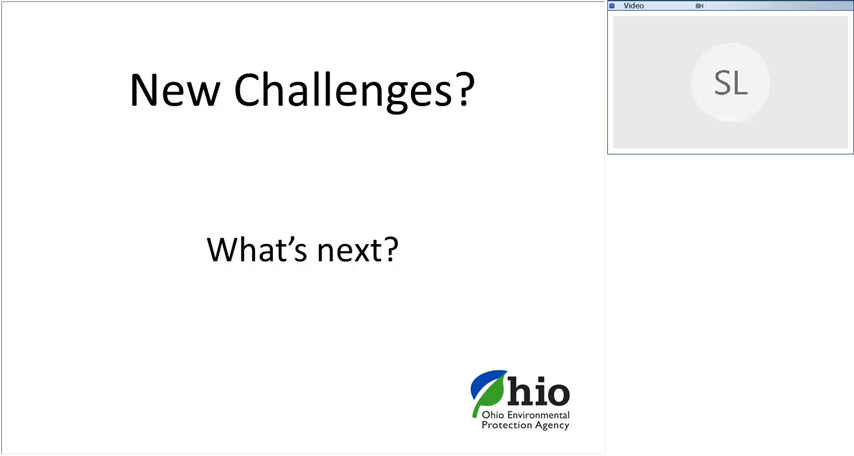 New Challenges?
What's next?
Ohio
Ohio Environmental
Protection Agency
Video
SL